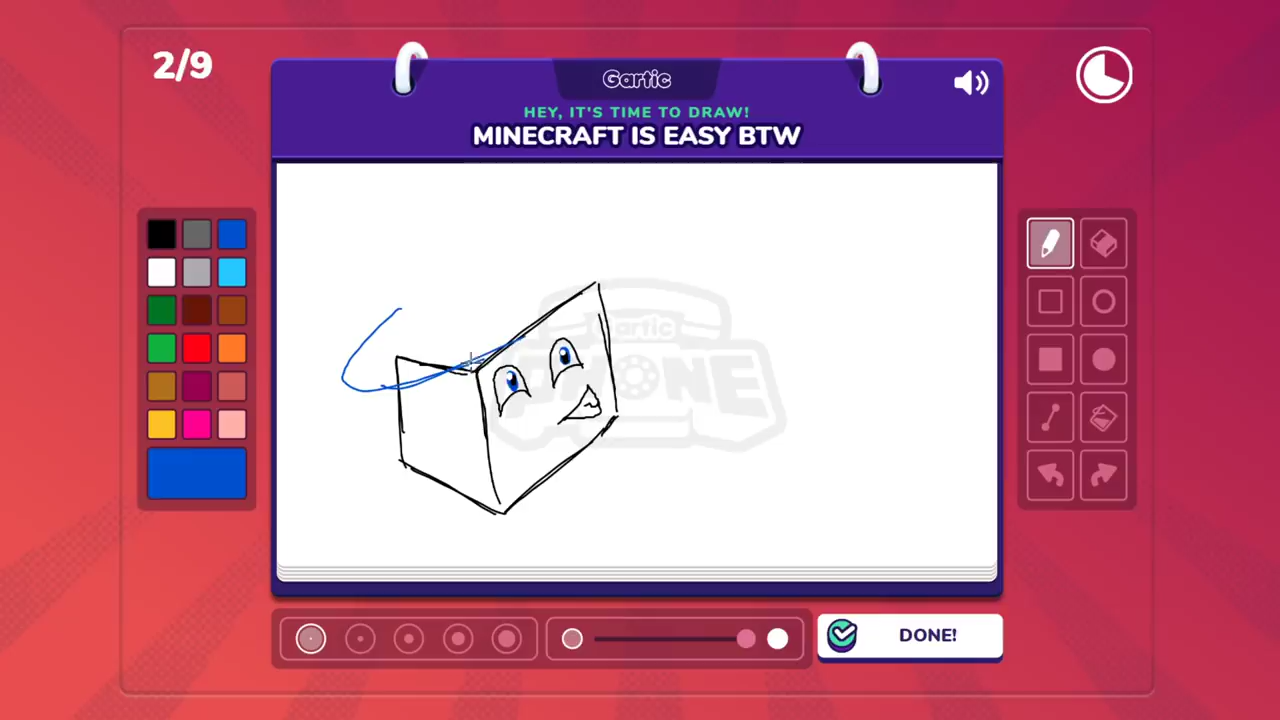 2/9
Gartic
HEY, IT'S TIME TO DRAW!
MINECRAFT IS EASY BTW
Gartic
PHONE
DONE!